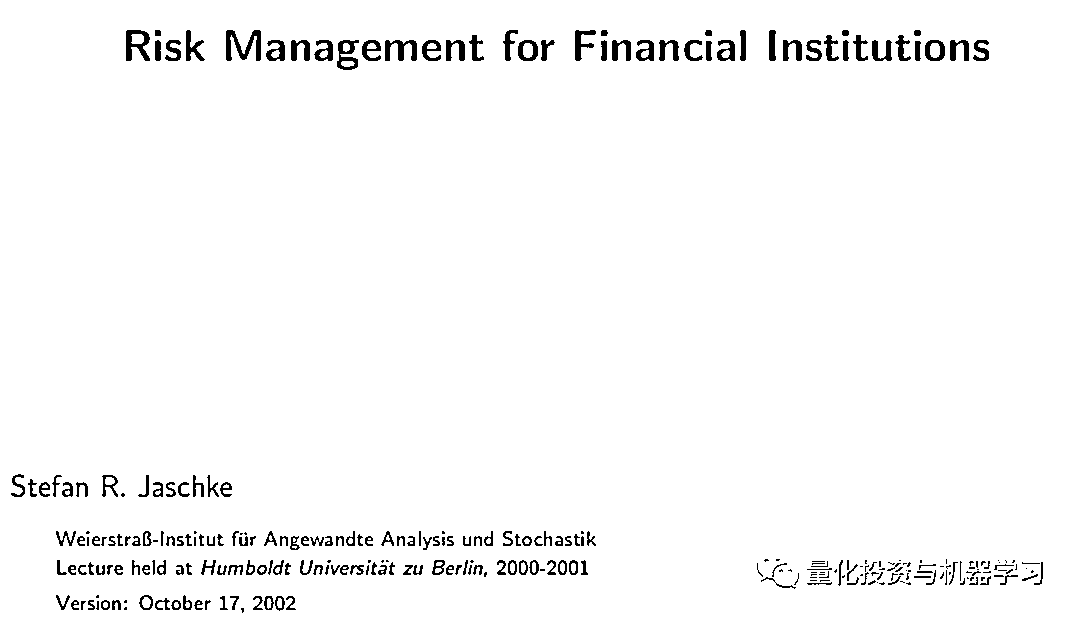 Risk Management for Financial Institutions
Stefan R. Jaschke
Weierstraß-Institut für Angewandte Analysis und Stochastik
Lecture held at Humboldt Universität zu Berlin, 2000-2001
Version: October 17, 2002
量化投资与机器学习